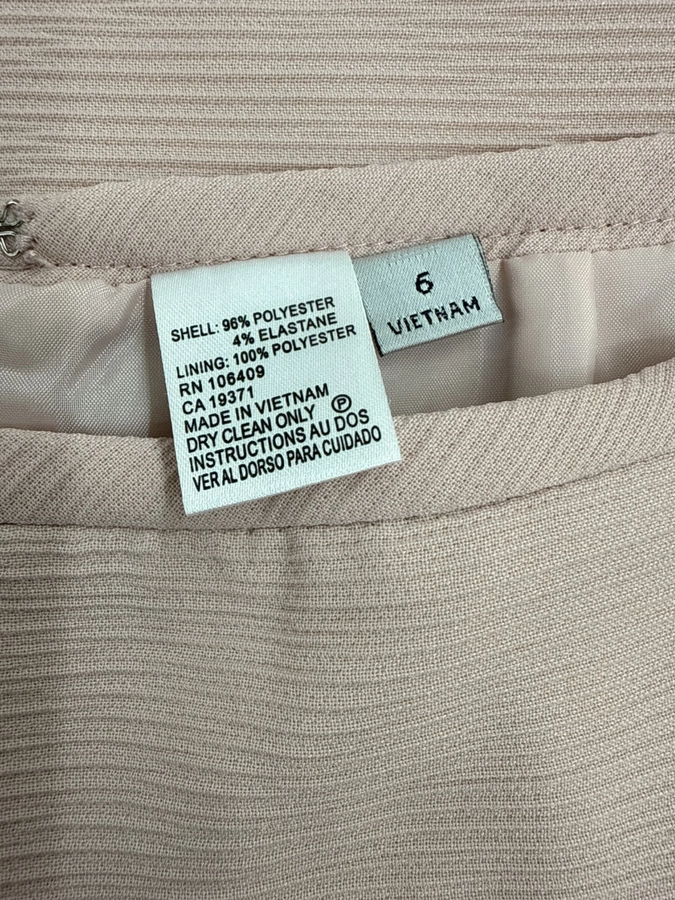 SHELL: 96% POLYESTER
4% ELASTANE
LINING: 100% POLYESTER
RN 106409
CA 19371
MADE IN VIETNAM
DRY CLEAN ONLY Ⓟ
INSTRUCTIONS AU DOS
VER AL DORSO PARA CUIDADO
6
VIETNAM